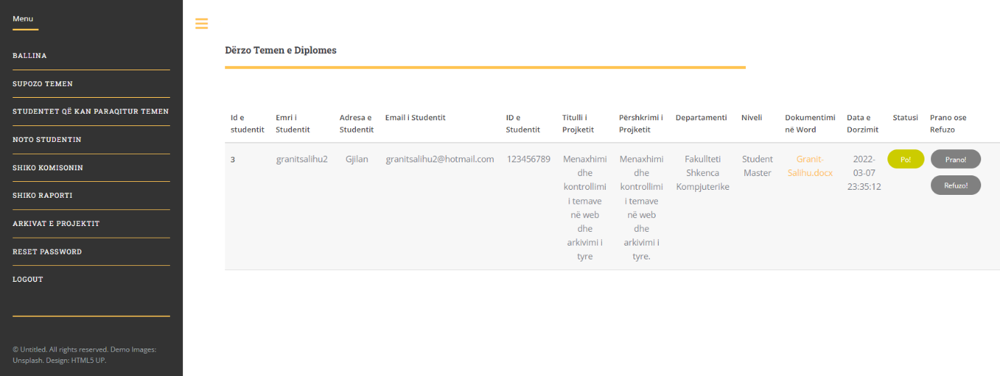 Menu
BALLINA
SUPOZO TEMEN
STUDENTET QË KAN PARAQITUR TEMEN
NOTO STUDENTIN
SHIKO KOMISONIN
SHIKO RAPORTI
ARKIVAT E PROJEKTIT
RESET PASSWORD
LOGOUT
© Untitled. All rights reserved. Demo Images:
Unsplash. Design: HTML5 UP.
Dërzo Temen e Diplomes
Id e
studentit
Emri i
Studentit
Adresa e
Studentit
Email i Studentit
ID e
Studentit
Titulli i
Projketit
Përshkrimi i
Projketit
Departamenti
Niveli
Dokumentimi
në Word
Data e
Dorzimit
Statusi
Prano ose
Refuzo
3
granitsalihu2
Gjilan
granitsalihu2@hotmail.com
123456789
Menaxhimi
dhe
kontrollimi
i temave
në web
dhe
arkivimi i
tyre
Menaxhimi
dhe
kontrollimi
i temave
në web
dhe
arkivimi i
tyre.
Fakullteti
Shkenca
Kompjuterike
Student
Master
Granit-
Salihu.docx
2022-
03-07
23:35:12
Po!
Prano!
Refuzo!